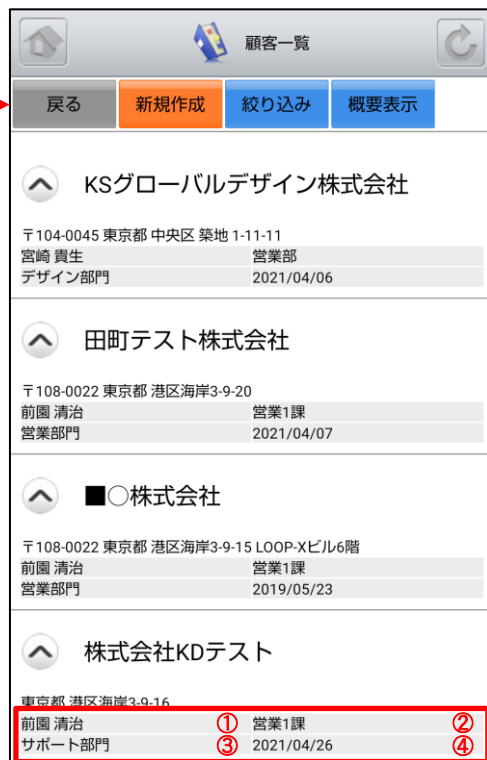 顧客一覧
戻る 新規作成 絞り込み 概要表示
KSグローバルデザイン株式会社
〒104-0045 東京都 中央区 築地 1-11-11
宮崎 貴生 営業部
デザイン部門 2021/04/06
田町テスト株式会社
〒108-0022 東京都 港区海岸3-9-20
前園 清治 営業1課
営業部門 2021/04/07
■○株式会社
〒108-0022 東京都 港区海岸3-9-15 LOOP-Xビル6階
前園 清治 営業1課
営業部門 2019/05/23
株式会社KDテスト
東京都 港区海岸3-9-16
前園 清治 ① 営業1課 ②
サポート部門 ③ 2021/04/26 ④